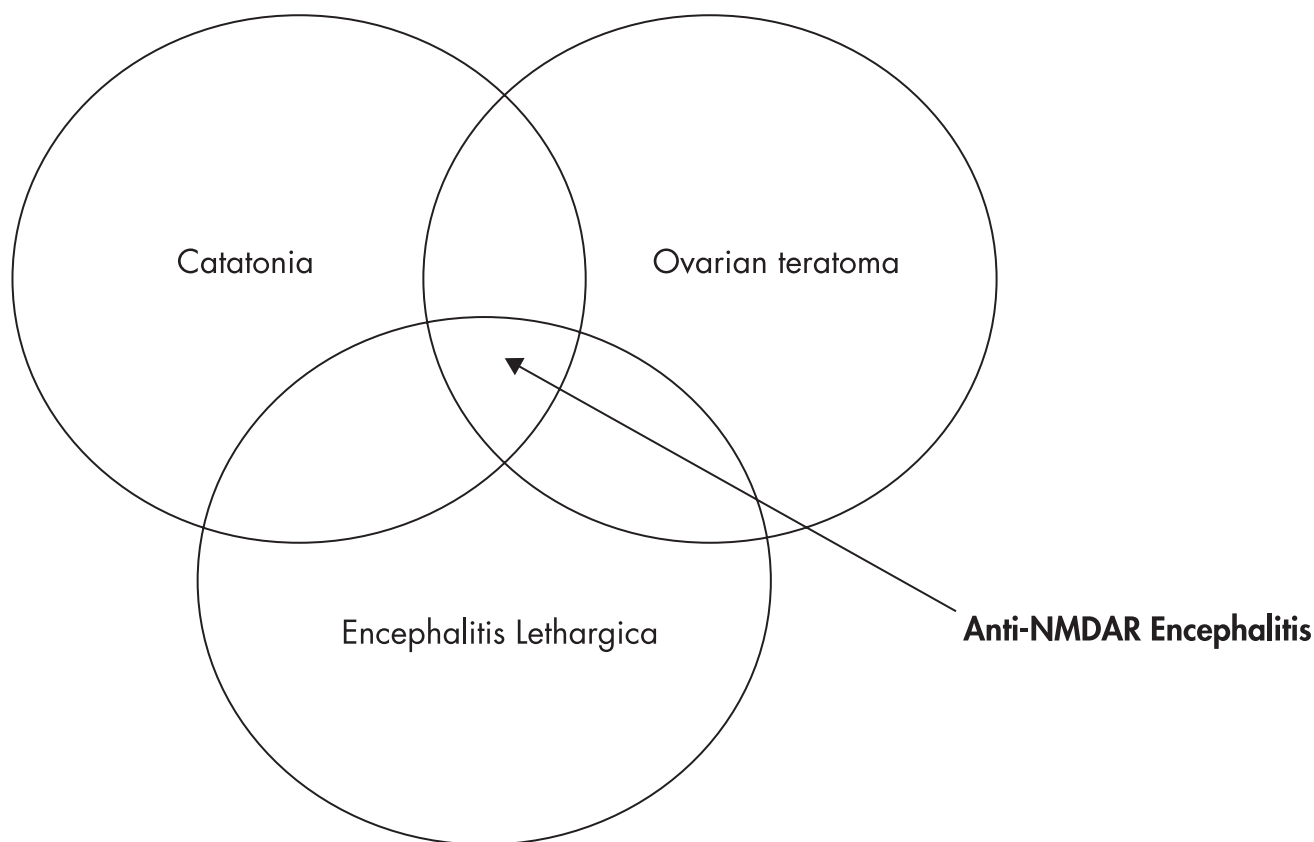 Catatonia
Ovarian teratoma
Encephalitis Lethargica
Anti-NMDAR Encephalitis